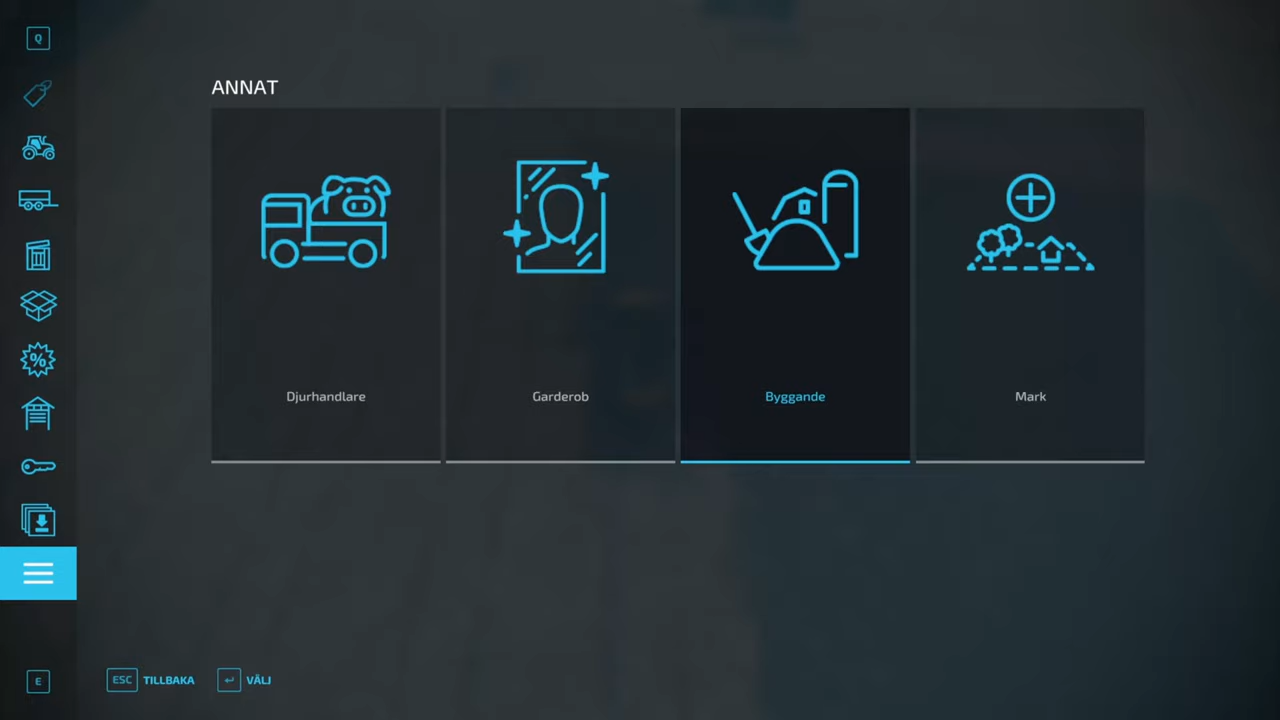 Q
ANNAT
%
Djurhandlare
Garderob
Byggande
Mark
E
ESC TILLBAKA
VÄLJ